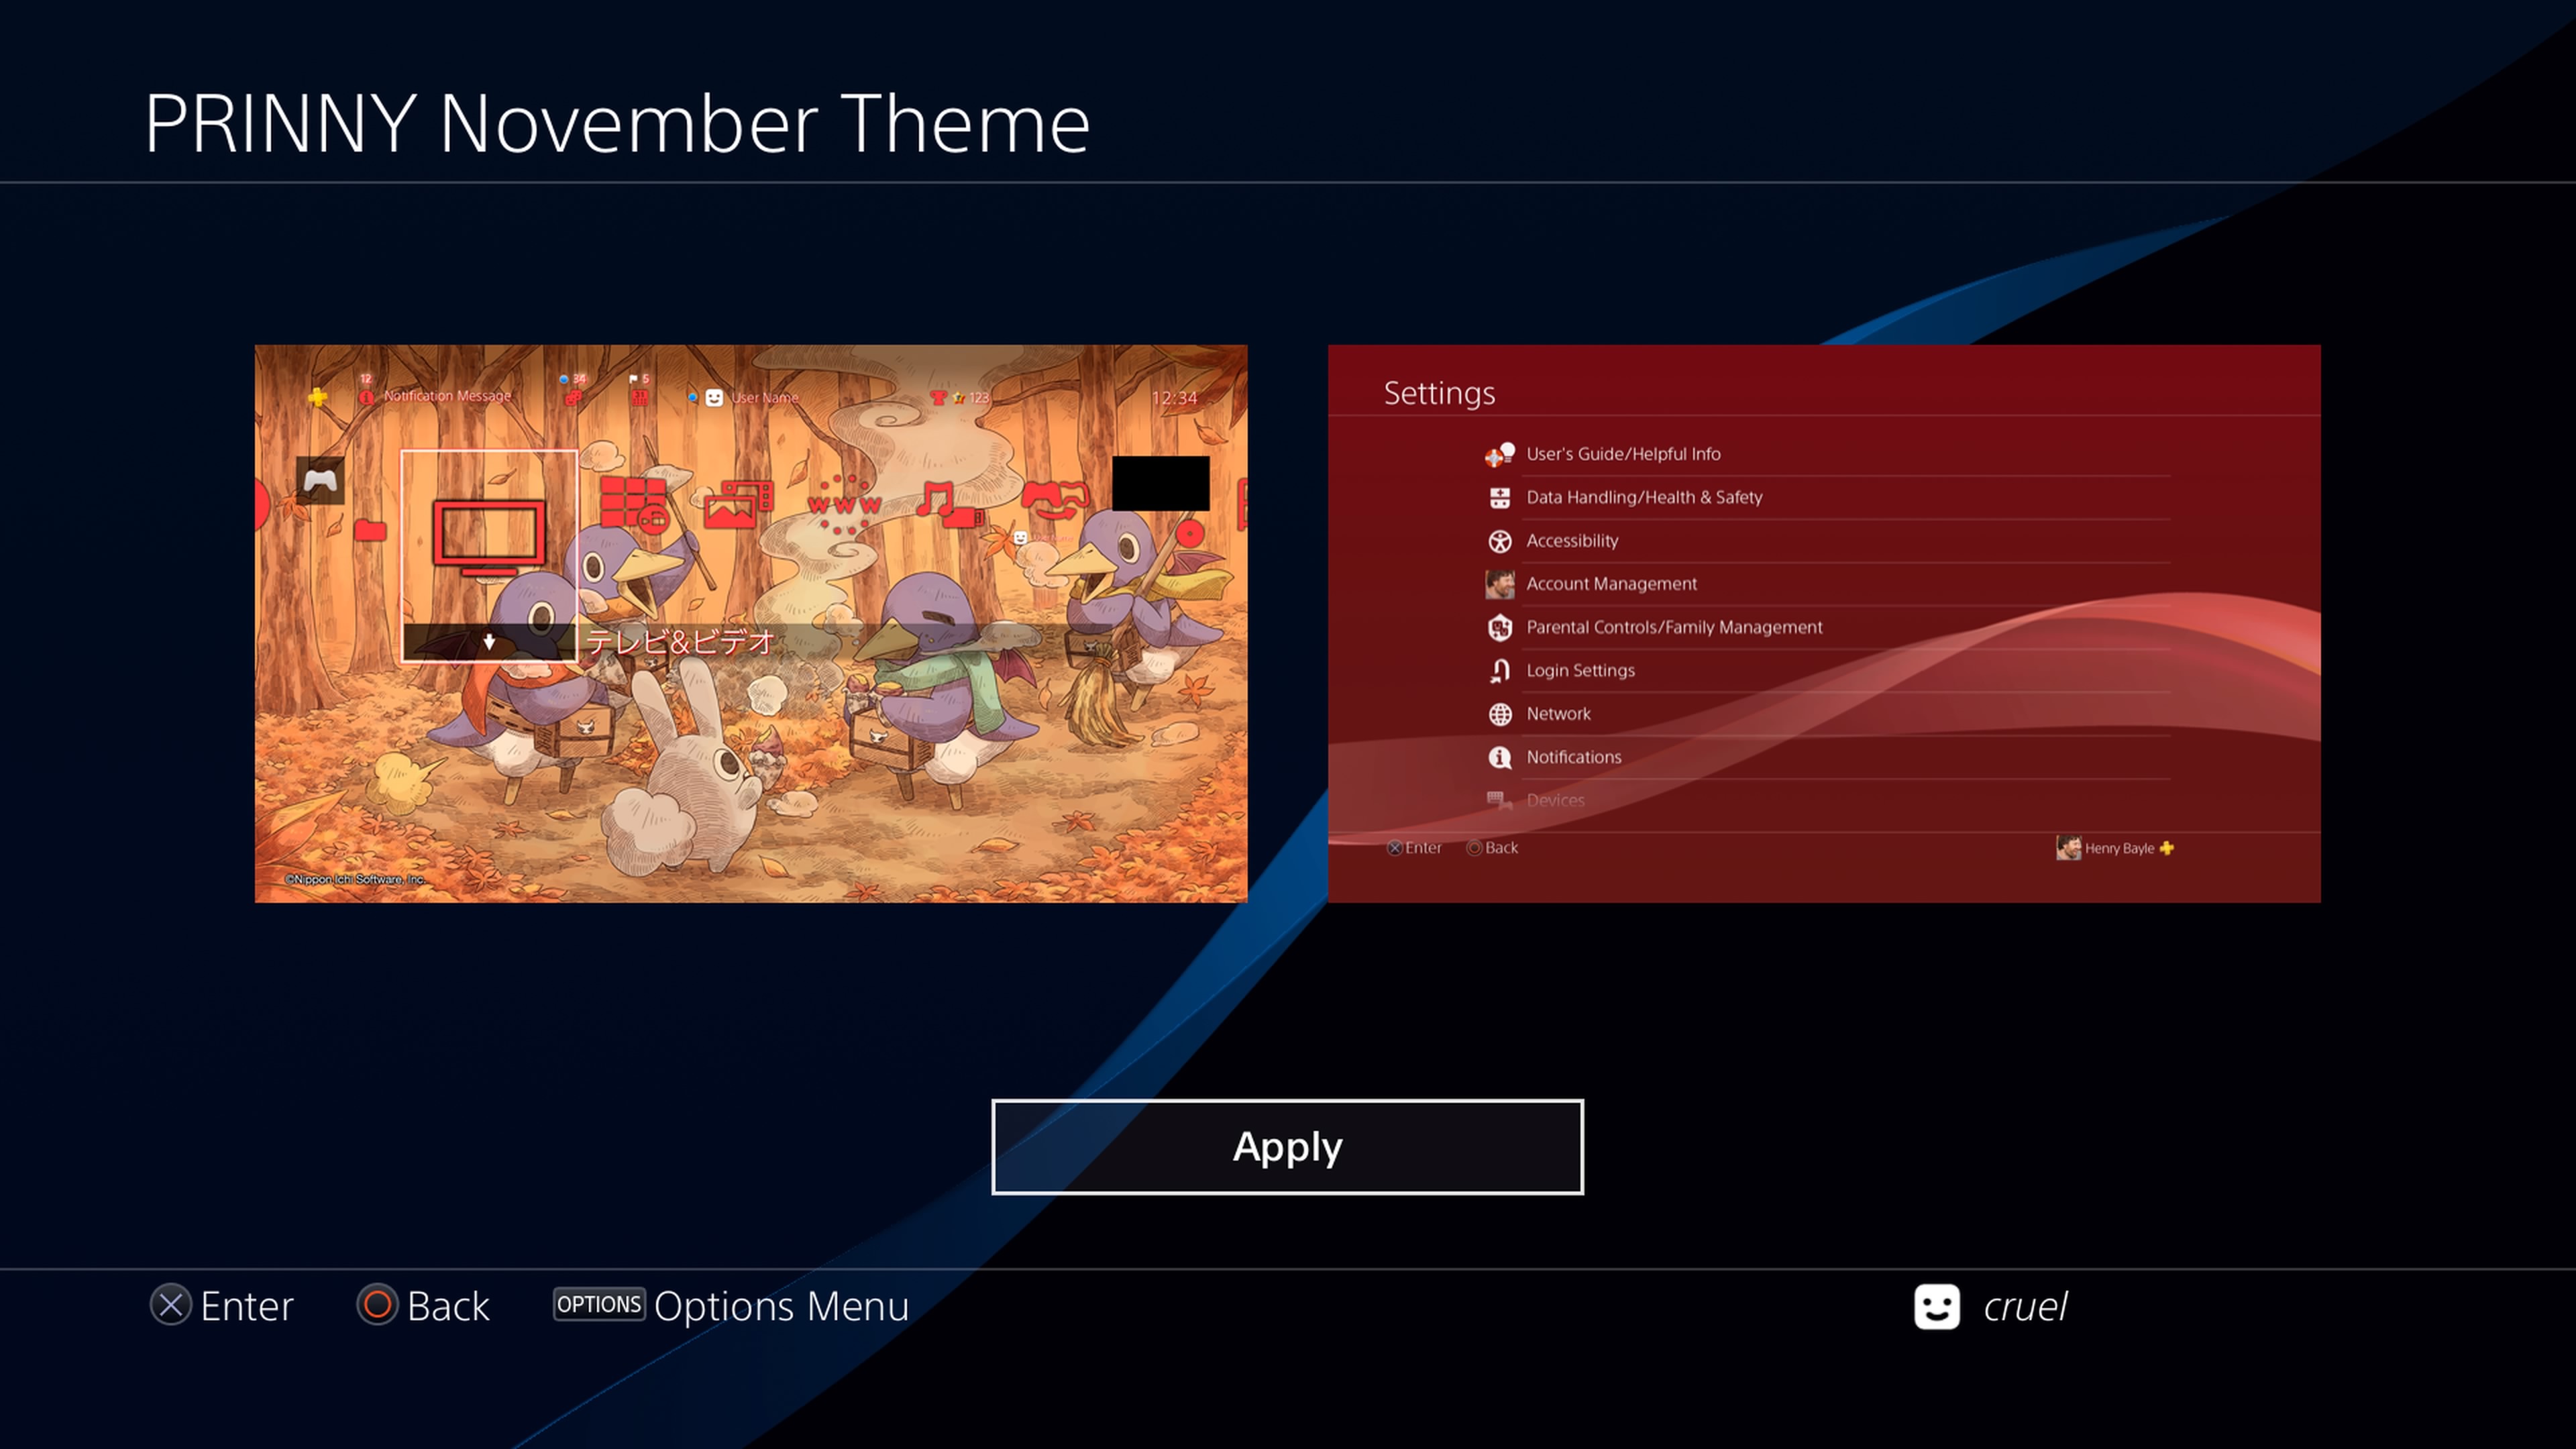 PRINNY November Theme
12
34
5
Notification Message
User Name
123
12:34
www
テレビ&ビデオ
©Nippon Ichi Software, Inc.
Settings
User's Guide/Helpful Info
Data Handling/Health & Safety
Accessibility
Account Management
Parental Controls/Family Management
Login Settings
Network
Notifications
Devices
Enter
Back
Henry Bayle
Apply
Enter
Back
OPTIONS Options Menu
cruel